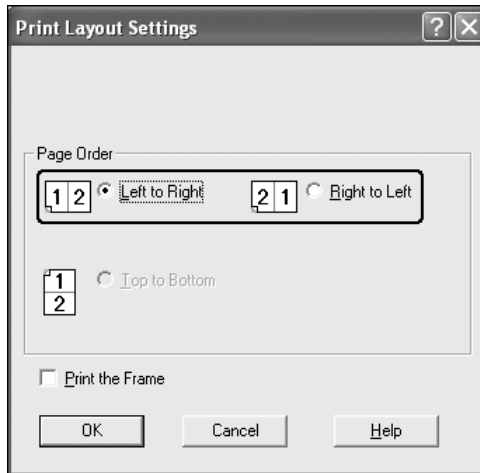 Print Layout Settings
Page Order
1 2 Left to Right 2 1 Right to Left
1
2 Top to Bottom
Print the Frame
OK Cancel Help